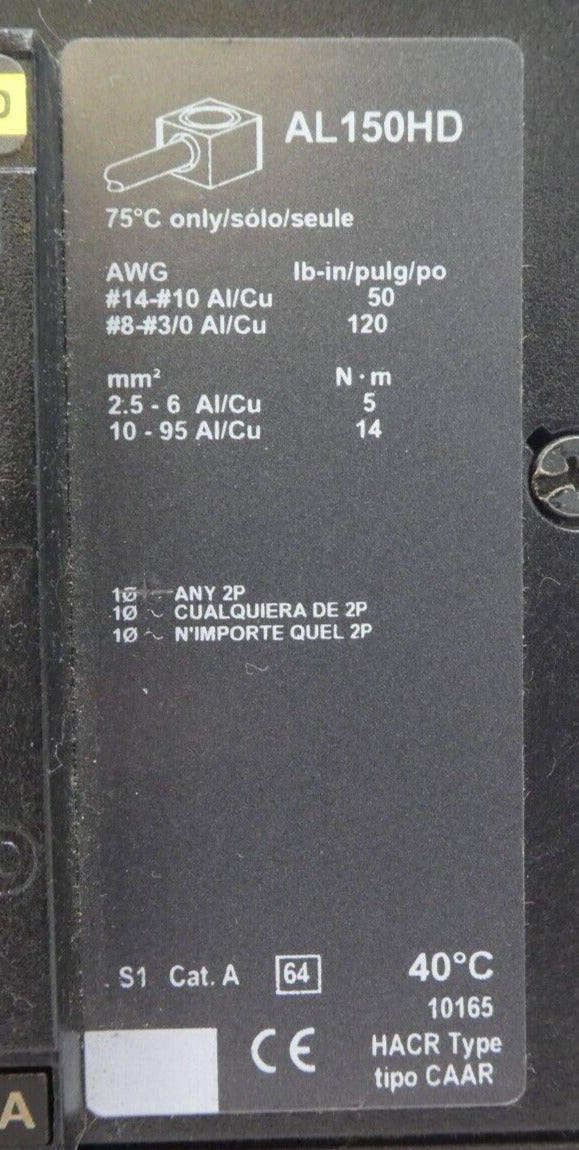 AL150HD
75°C only/sólo/seule
AWG lb-in/pulg/po
#14-#10 Al/Cu 50
#8-#3/0 Al/Cu 120
mm² N·m
2.5 - 6 Al/Cu 5
10 - 95 Al/Cu 14
1Ø ANY 2P
1Ø ~ CUALQUIERA DE 2P
1Ø ~ N'IMPORTE QUEL 2P
S1 Cat. A 64 40°C
10165
CE HACR Type
tipo CAAR
A